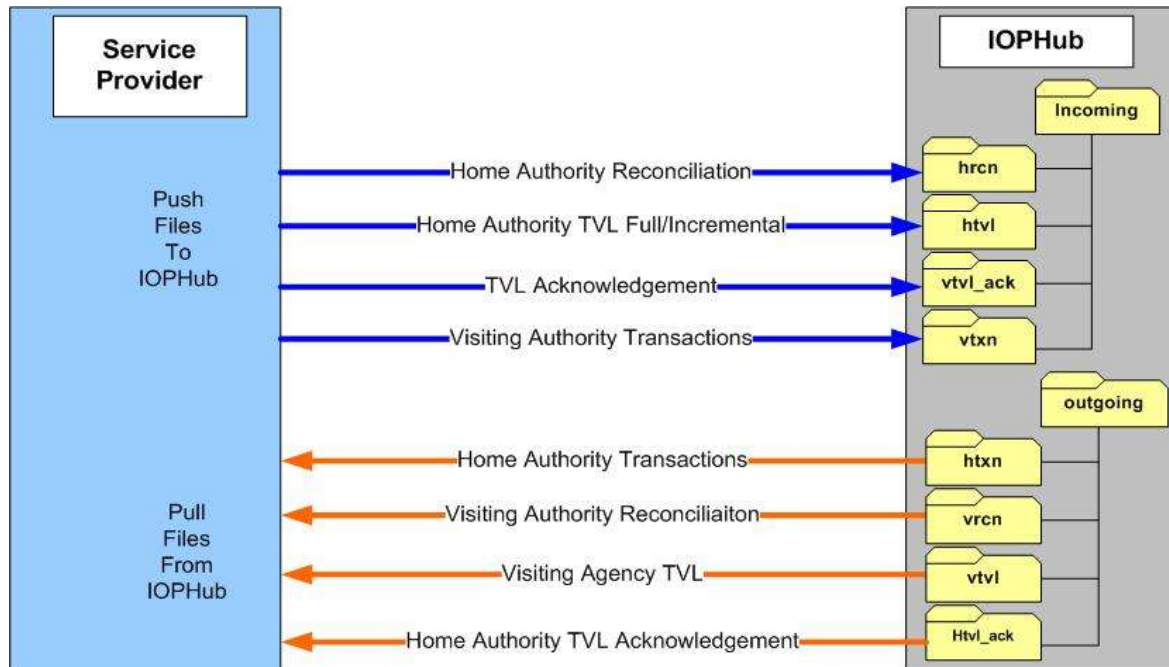 Service
Provider
IOPHub
Incoming
Push
Files
To
IOPHub
Home Authority Reconciliation
hrcn
Home Authority TVL Full/Incremental
htvl
TVL Acknowledgement
vtvl_ack
Visiting Authority Transactions
vtxn
outgoing
Pull
Files
From
IOPHub
Home Authority Transactions
htxn
Visiting Authority Reconciliaiton
vrcn
Visiting Agency TVL
vtvl
Home Authority TVL Acknowledgement
Htvl_ack